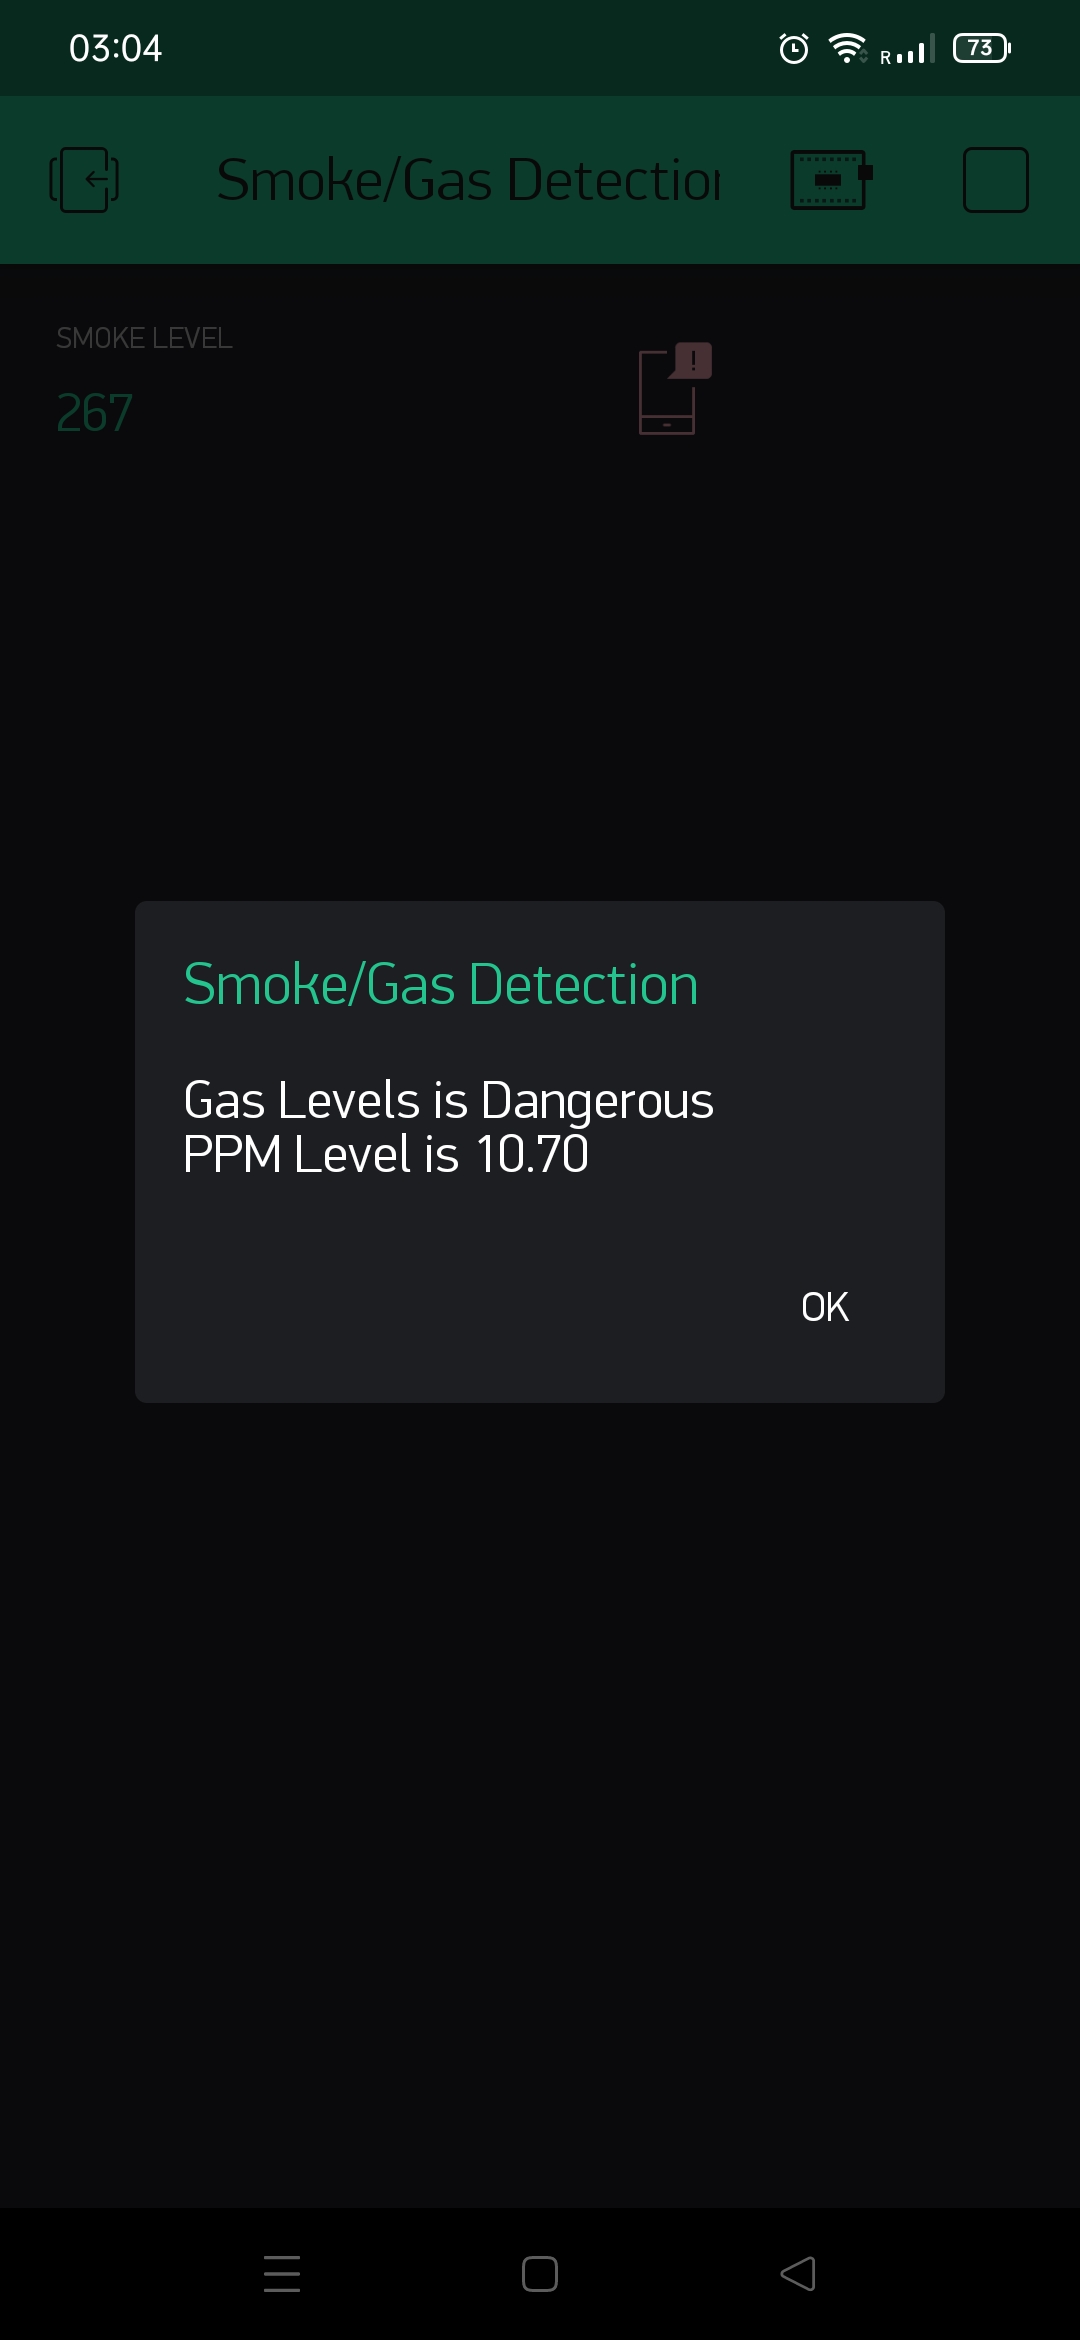 03:04
R
73
Smoke/Gas Detection
SMOKE LEVEL
267
Smoke/Gas Detection
Gas Levels is Dangerous
PPM Level is 10.70
OK